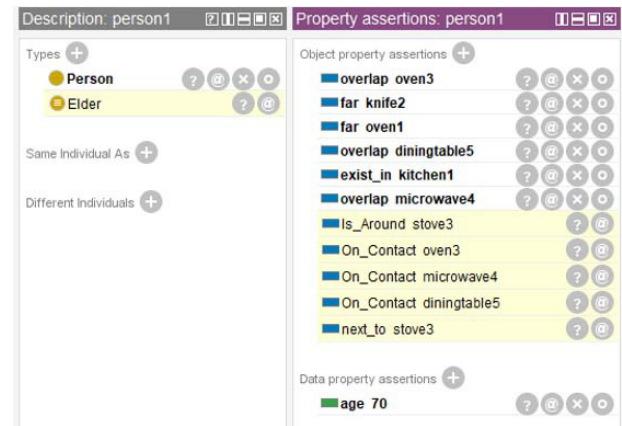 Description: person1
Types
Person
Elder
Same Individual As
Different Individuals
Property assertions: person1
Object property assertions
overlap oven3
far knife2
far oven1
overlap diningtable5
exist_in kitchen1
overlap microwave4
Is_Around stove3
On_Contact oven3
On_Contact microwave4
On_Contact diningtable5
next_to stove3
Data property assertions
age 70